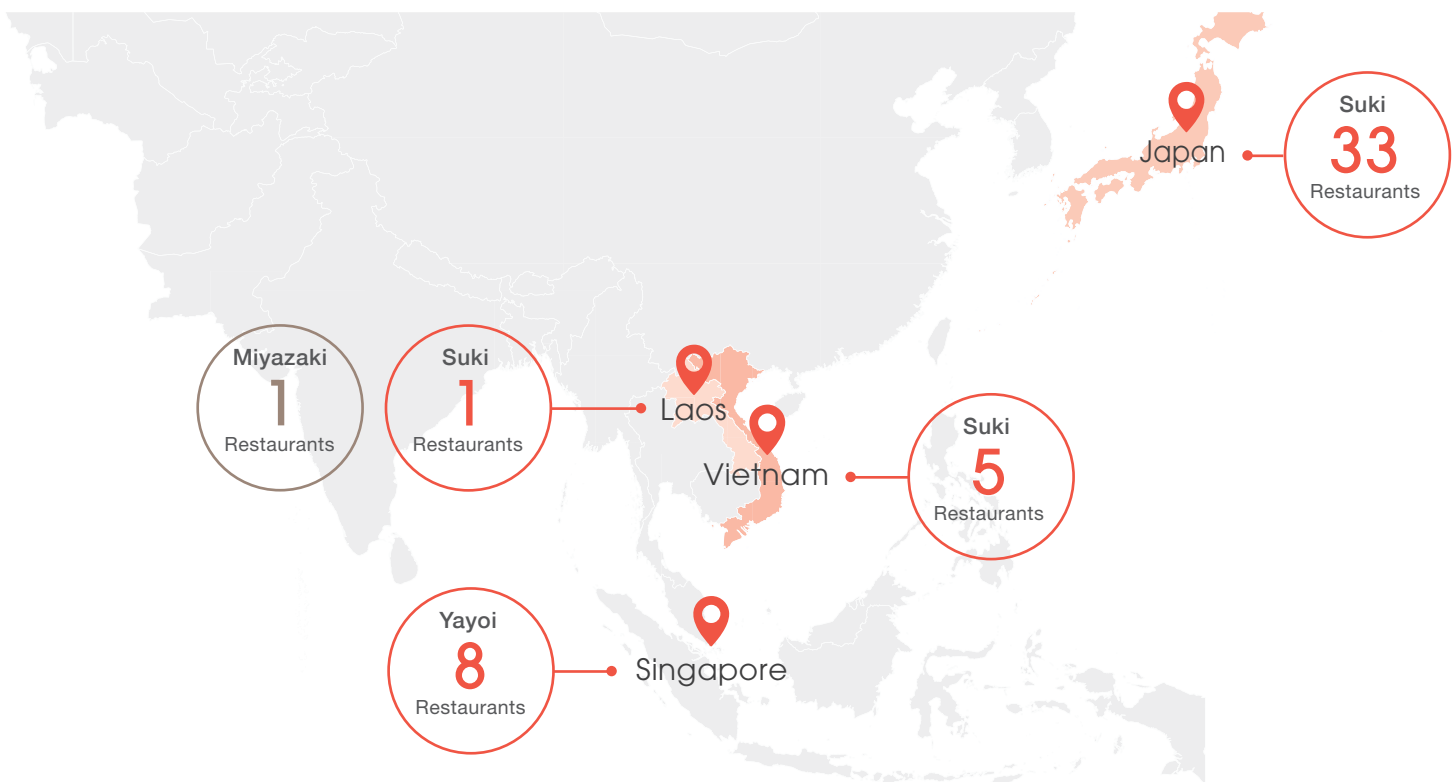 Suki
33
Restaurants
Japan
Miyazaki
1
Restaurants
Suki
1
Restaurants
Laos
Vietnam
Suki
5
Restaurants
Yayoi
8
Restaurants
Singapore